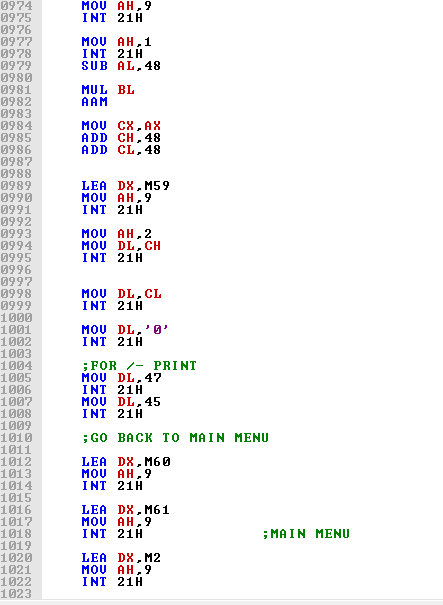 0974 MOV AH,9
0975 INT 21H
0976
0977 MOV AH,1
0978 INT 21H
0979 SUB AL,48
0980
0981 MUL BL
0982 AAM
0983
0984 MOV CX,AX
0985 ADD CH,48
0986 ADD CL,48
0987
0988
0989 LEA DX,M59
0990 MOV AH,9
0991 INT 21H
0992
0993 MOV AH,2
0994 MOV DL,CH
0995 INT 21H
0996
0997
0998 MOV DL,CL
0999 INT 21H
1000
1001 MOV DL,'0'
1002 INT 21H
1003
1004 ;FOR /- PRINT
1005 MOV DL,47
1006 INT 21H
1007 MOV DL,45
1008 INT 21H
1009
1010 ;GO BACK TO MAIN MENU
1011
1012 LEA DX,M60
1013 MOV AH,9
1014 INT 21H
1015
1016 LEA DX,M61
1017 MOV AH,9
1018 INT 21H ;MAIN MENU
1019
1020 LEA DX,M2
1021 MOV AH,9
1022 INT 21H
1023